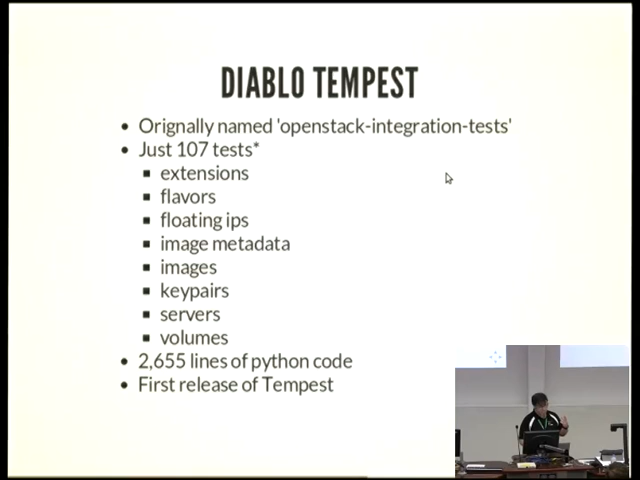 DIABLO TEMPEST
• Orignally named 'openstack-integration-tests'
• Just 107 tests*
▪ extensions
▪ flavors
▪ floating ips
▪ image metadata
▪ images
▪ keypairs
▪ servers
▪ volumes
• 2,655 lines of python code
• First release of Tempest